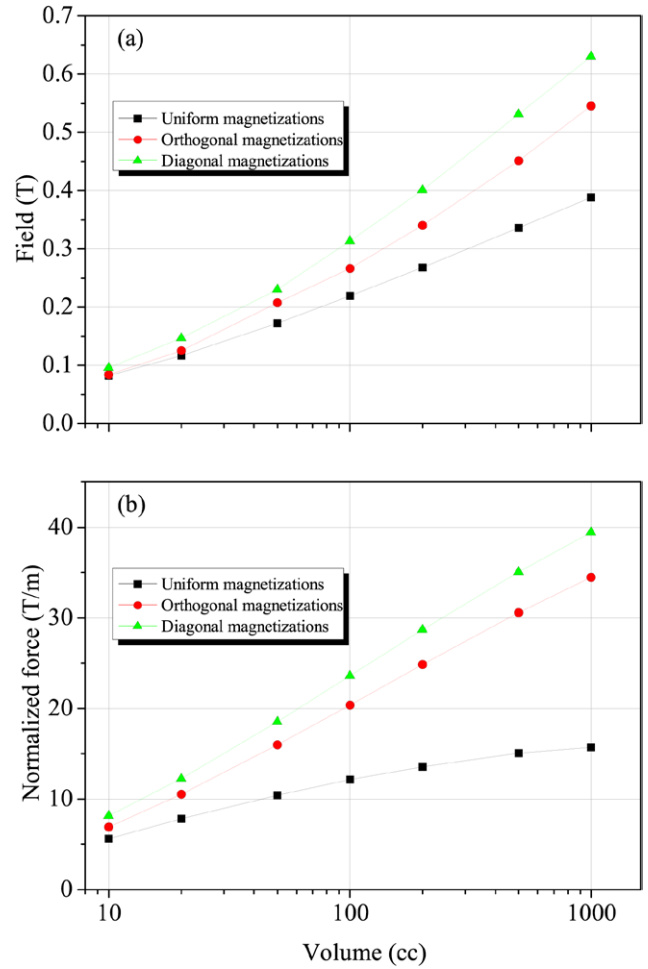 (a)
0.7
0.6
0.5
0.4
0.3
0.2
0.1
0.0
Field (T)
Uniform magnetizations
Orthogonal magnetizations
Diagonal magnetizations
(b)
40
30
20
10
0
Normalized force (T/m)
Uniform magnetizations
Orthogonal magnetizations
Diagonal magnetizations
10 100 1000
Volume (cc)